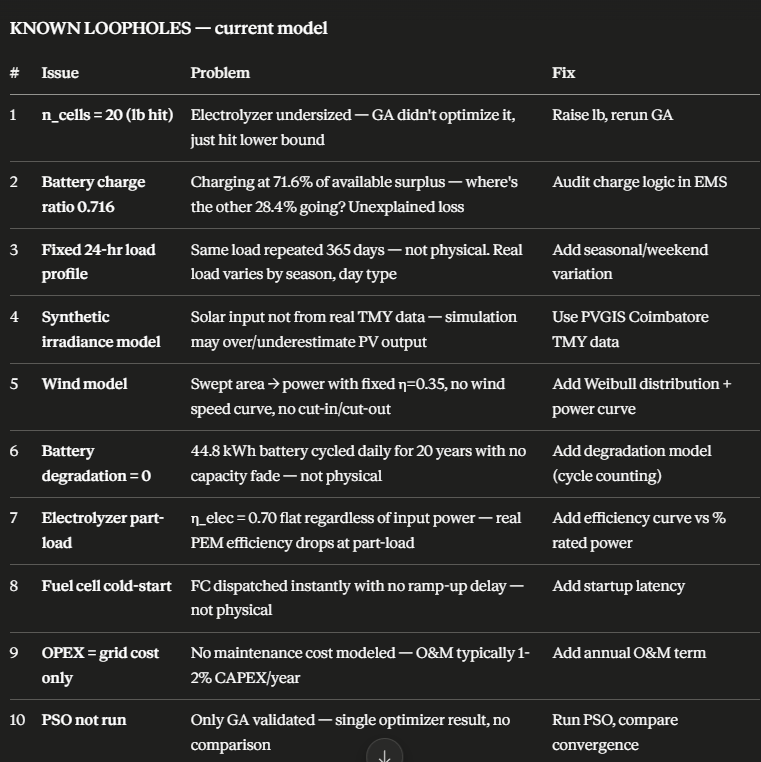 KNOWN LOOPHOLES — current model
# Issue Problem Fix
1 n_cells = 20 (lb hit) Electrolyzer undersized — GA didn't optimize it, Raise lb, rerun GA
just hit lower bound
2 Battery charge Charging at 71.6% of available surplus — where's Audit charge logic in EMS
ratio 0.716 the other 28.4% going? Unexplained loss
3 Fixed 24-hr load Same load repeated 365 days — not physical. Real Add seasonal/weekend
profile load varies by season, day type variation
4 Synthetic Solar input not from real TMY data — simulation Use PVGIS Coimbatore
irradiance model may over/underestimate PV output TMY data
5 Wind model Swept area → power with fixed η=0.35, no wind Add Weibull distribution +
speed curve, no cut-in/cut-out power curve
6 Battery 44.8 kWh battery cycled daily for 20 years with no Add degradation model
degradation = 0 capacity fade — not physical (cycle counting)
7 Electrolyzer part- η_elec = 0.70 flat regardless of input power — real Add efficiency curve vs %
load PEM efficiency drops at part-load rated power
8 Fuel cell cold-start FC dispatched instantly with no ramp-up delay — Add startup latency
not physical
9 OPEX = grid cost No maintenance cost modeled — O&M typically 1- Add annual O&M term
only 2% CAPEX/year
10 PSO not run Only GA validated — single optimizer result, no Run PSO, compare
comparison convergence